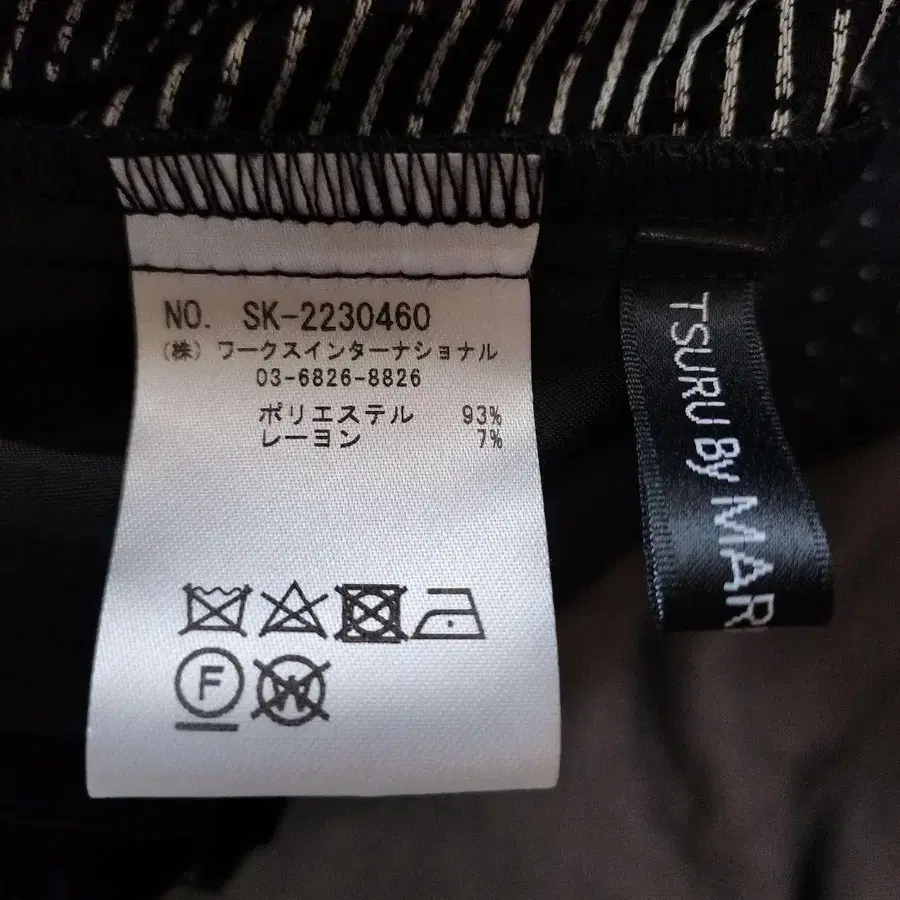 NO. SK-2230460
(株) ワークスインターナショナル
03-6826-8826
ポリエステル 93%
レーヨン 7%
F
W
TSURU By MAR